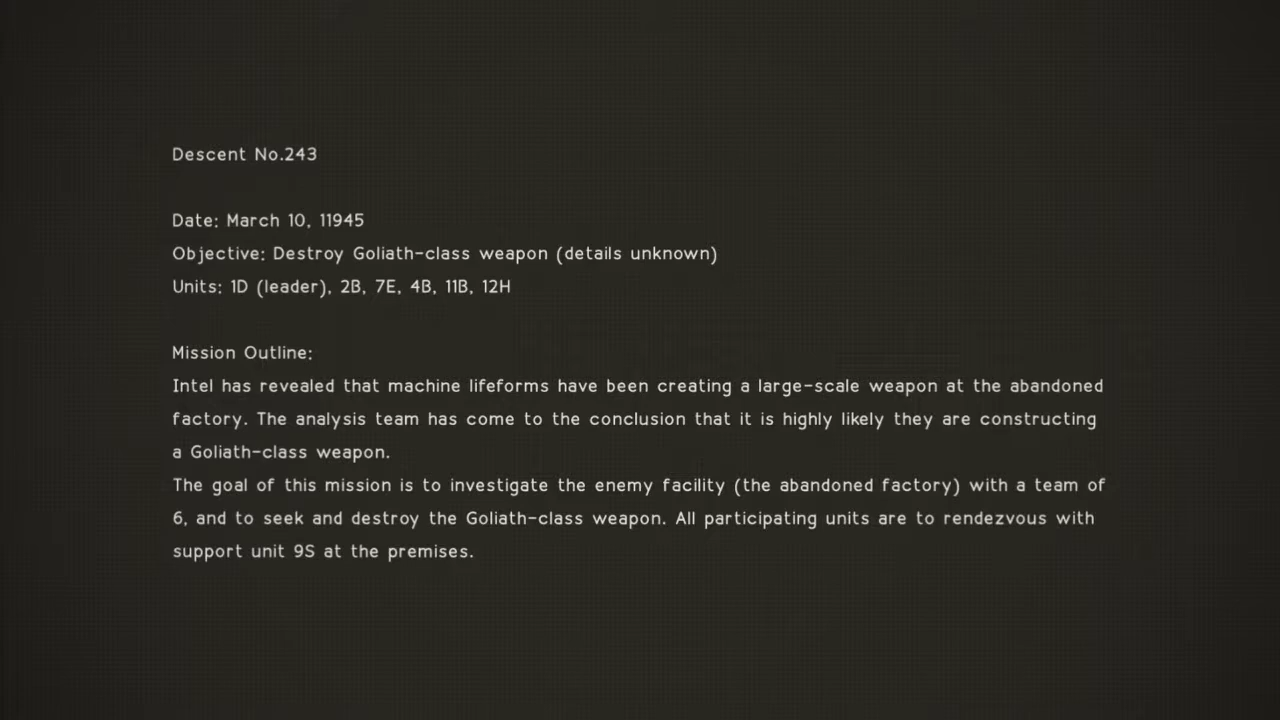 Descent No.243
Date: March 10, 11945
Objective: Destroy Goliath-class weapon (details unknown)
Units: 1D (leader), 2B, 7E, 4B, 11B, 12H
Mission Outline:
Intel has revealed that machine lifeforms have been creating a large-scale weapon at the abandoned
factory. The analysis team has come to the conclusion that it is highly likely they are constructing
a Goliath-class weapon.
The goal of this mission is to investigate the enemy facility (the abandoned factory) with a team of
6, and to seek and destroy the Goliath-class weapon. All participating units are to rendezvous with
support unit 9S at the premises.